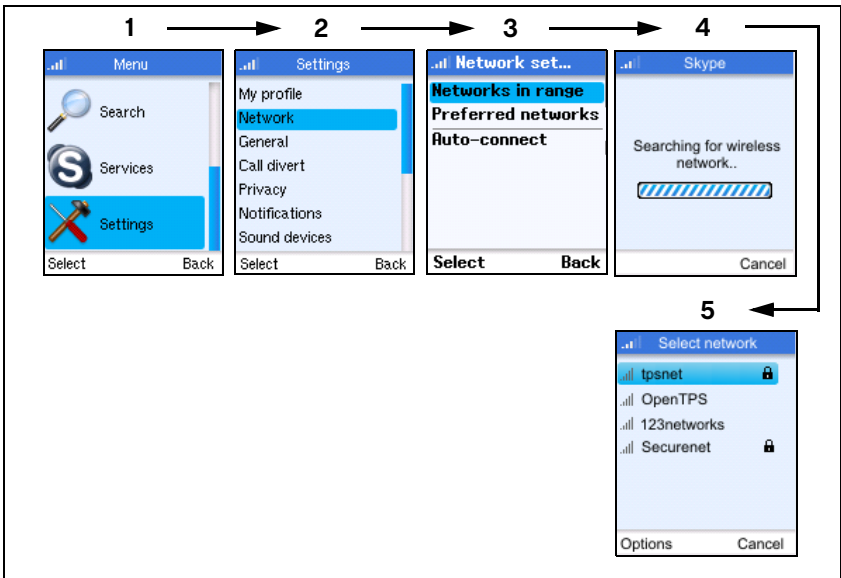 1
2
3
4
Menu
Search
Services
Settings
Select Back
Settings
My profile
Network
General
Call divert
Privacy
Notifications
Sound devices
Select Back
Network set...
Networks in range
Preferred networks
Auto-connect
Select Back
Skype
Searching for wireless
network..
Cancel
5
Select network
tpsnet
OpenTPS
123networks
Securenet
Options Cancel